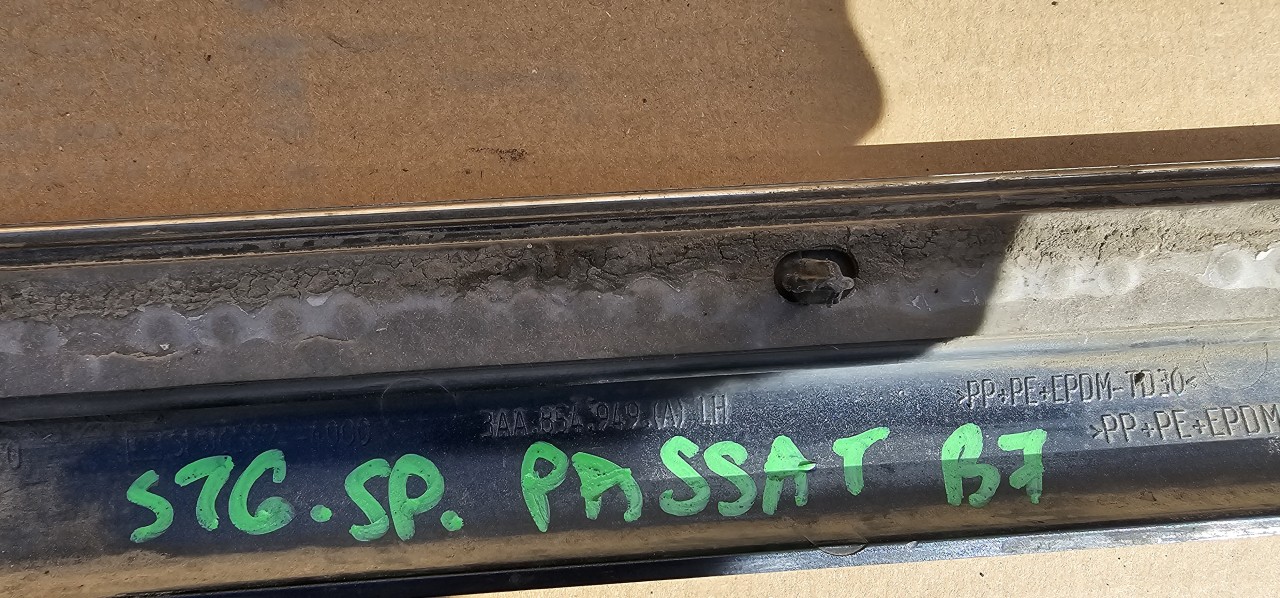 >PP+PE+EPDM-TD30<
3AA.854.949.(A) LH
>PP+PE+EPDM
STG.SP. PASSAT B7